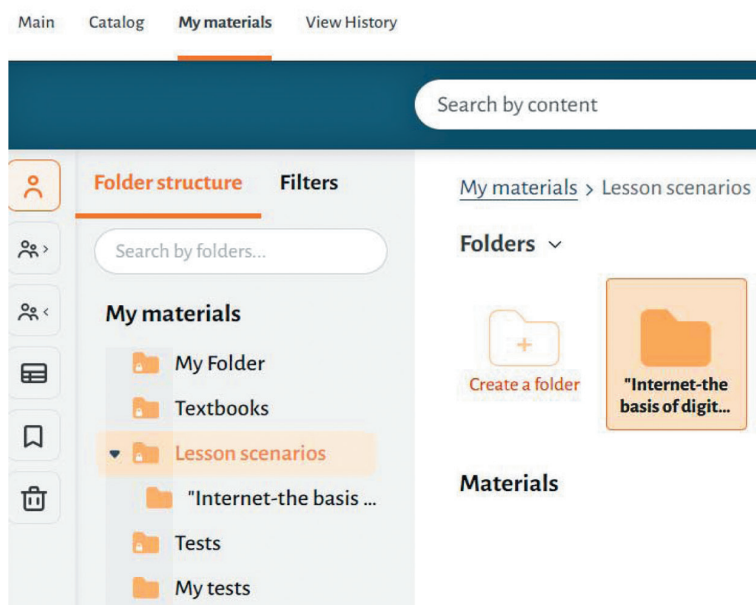 Main Catalog My materials View History
Search by content
Folder structure Filters
Search by folders...
My materials
My Folder
Textbooks
Lesson scenarios
"Internet-the basis ...
Tests
My tests
My materials > Lesson scenarios
Folders
Create a folder
"Internet-the
basis of digit...
Materials